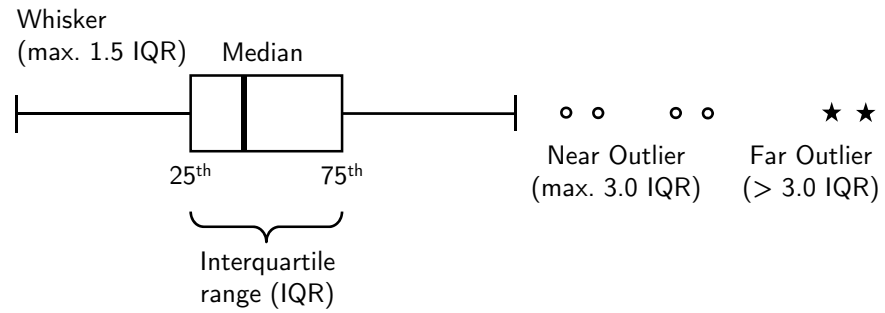 Whisker
(max. 1.5 IQR)
Median
25th
75th
Near Outlier
(max. 3.0 IQR)
Far Outlier
(> 3.0 IQR)
Interquartile
range (IQR)